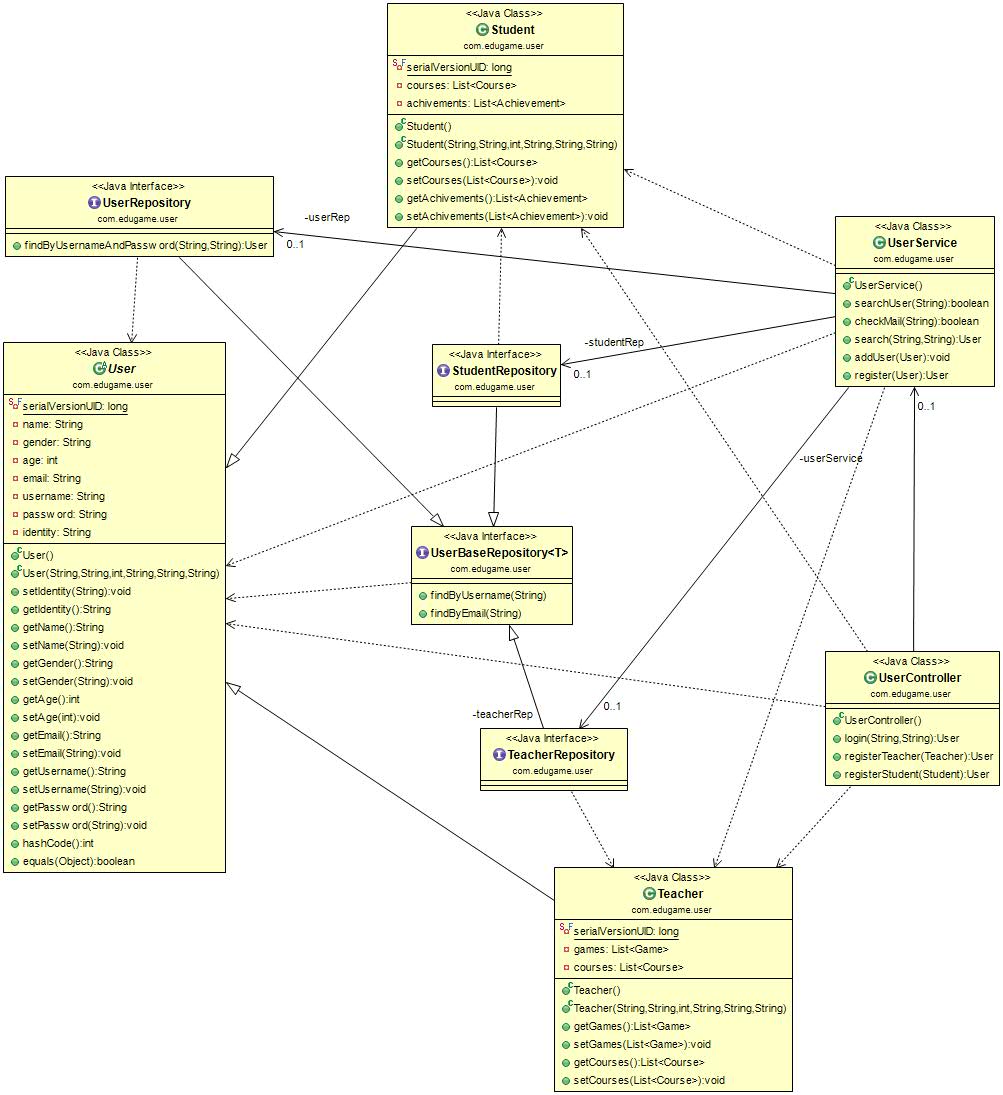 <<Java Class>>
Student
com.edugame.user
serialVersionUID: long
courses: List<Course>
achivements: List<Achievement>
Student()
Student(String,String,int,String,String,String)
getCourses():List<Course>
setCourses(List<Course>):void
getAchivements():List<Achievement>
setAchivements(List<Achievement>):void
<<Java Interface>>
UserRepository
com.edugame.user
findByUsernameAndPassword(String,String):User
-userRep
0..1
<<Java Class>>
UserService
com.edugame.user
UserService()
searchUser(String):boolean
checkMail(String):boolean
search(String,String):User
addUser(User):void
register(User):User
<<Java Class>>
User
com.edugame.user
serialVersionUID: long
name: String
gender: String
age: int
email: String
username: String
password: String
identity: String
User()
User(String,String,int,String,String,String)
setIdentity(String):void
getIdentity():String
getName():String
setName(String):void
getGender():String
setGender(String):void
getAge():int
setAge(int):void
getEmail():String
setEmail(String):void
getUsername():String
setUsername(String):void
getPassword():String
setPassword(String):void
hashCode():int
equals(Object):boolean
<<Java Interface>>
StudentRepository
com.edugame.user
-studentRep
0..1
0..1
-userService
<<Java Interface>>
UserBaseRepository<T>
com.edugame.user
findByUsername(String)
findByEmail(String)
-teacherRep
0..1
<<Java Interface>>
TeacherRepository
com.edugame.user
<<Java Class>>
UserController
com.edugame.user
UserController()
login(String,String):User
registerTeacher(Teacher):User
registerStudent(Student):User
<<Java Class>>
Teacher
com.edugame.user
serialVersionUID: long
games: List<Game>
courses: List<Course>
Teacher()
Teacher(String,String,int,String,String,String)
getGames():List<Game>
setGames(List<Game>):void
getCourses():List<Course>
setCourses(List<Course>):void